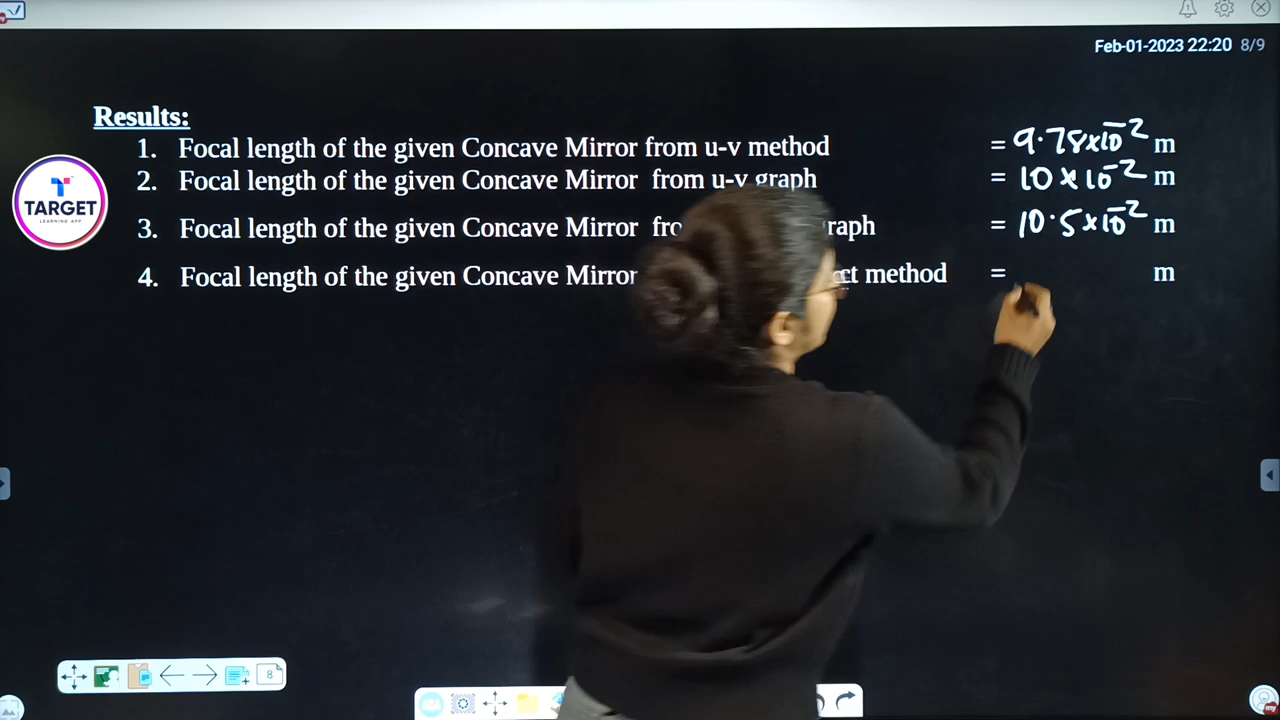 Feb-01-2023 22:20 8/9
Results:
1. Focal length of the given Concave Mirror from u-v method = 9.78×10⁻² m
2. Focal length of the given Concave Mirror from u-v graph = 10×10⁻² m
TARGET
LEARNING APP
3. Focal length of the given Concave Mirror = 10.5×10⁻² m
4. Focal length of the given Concave Mirror method = m
8